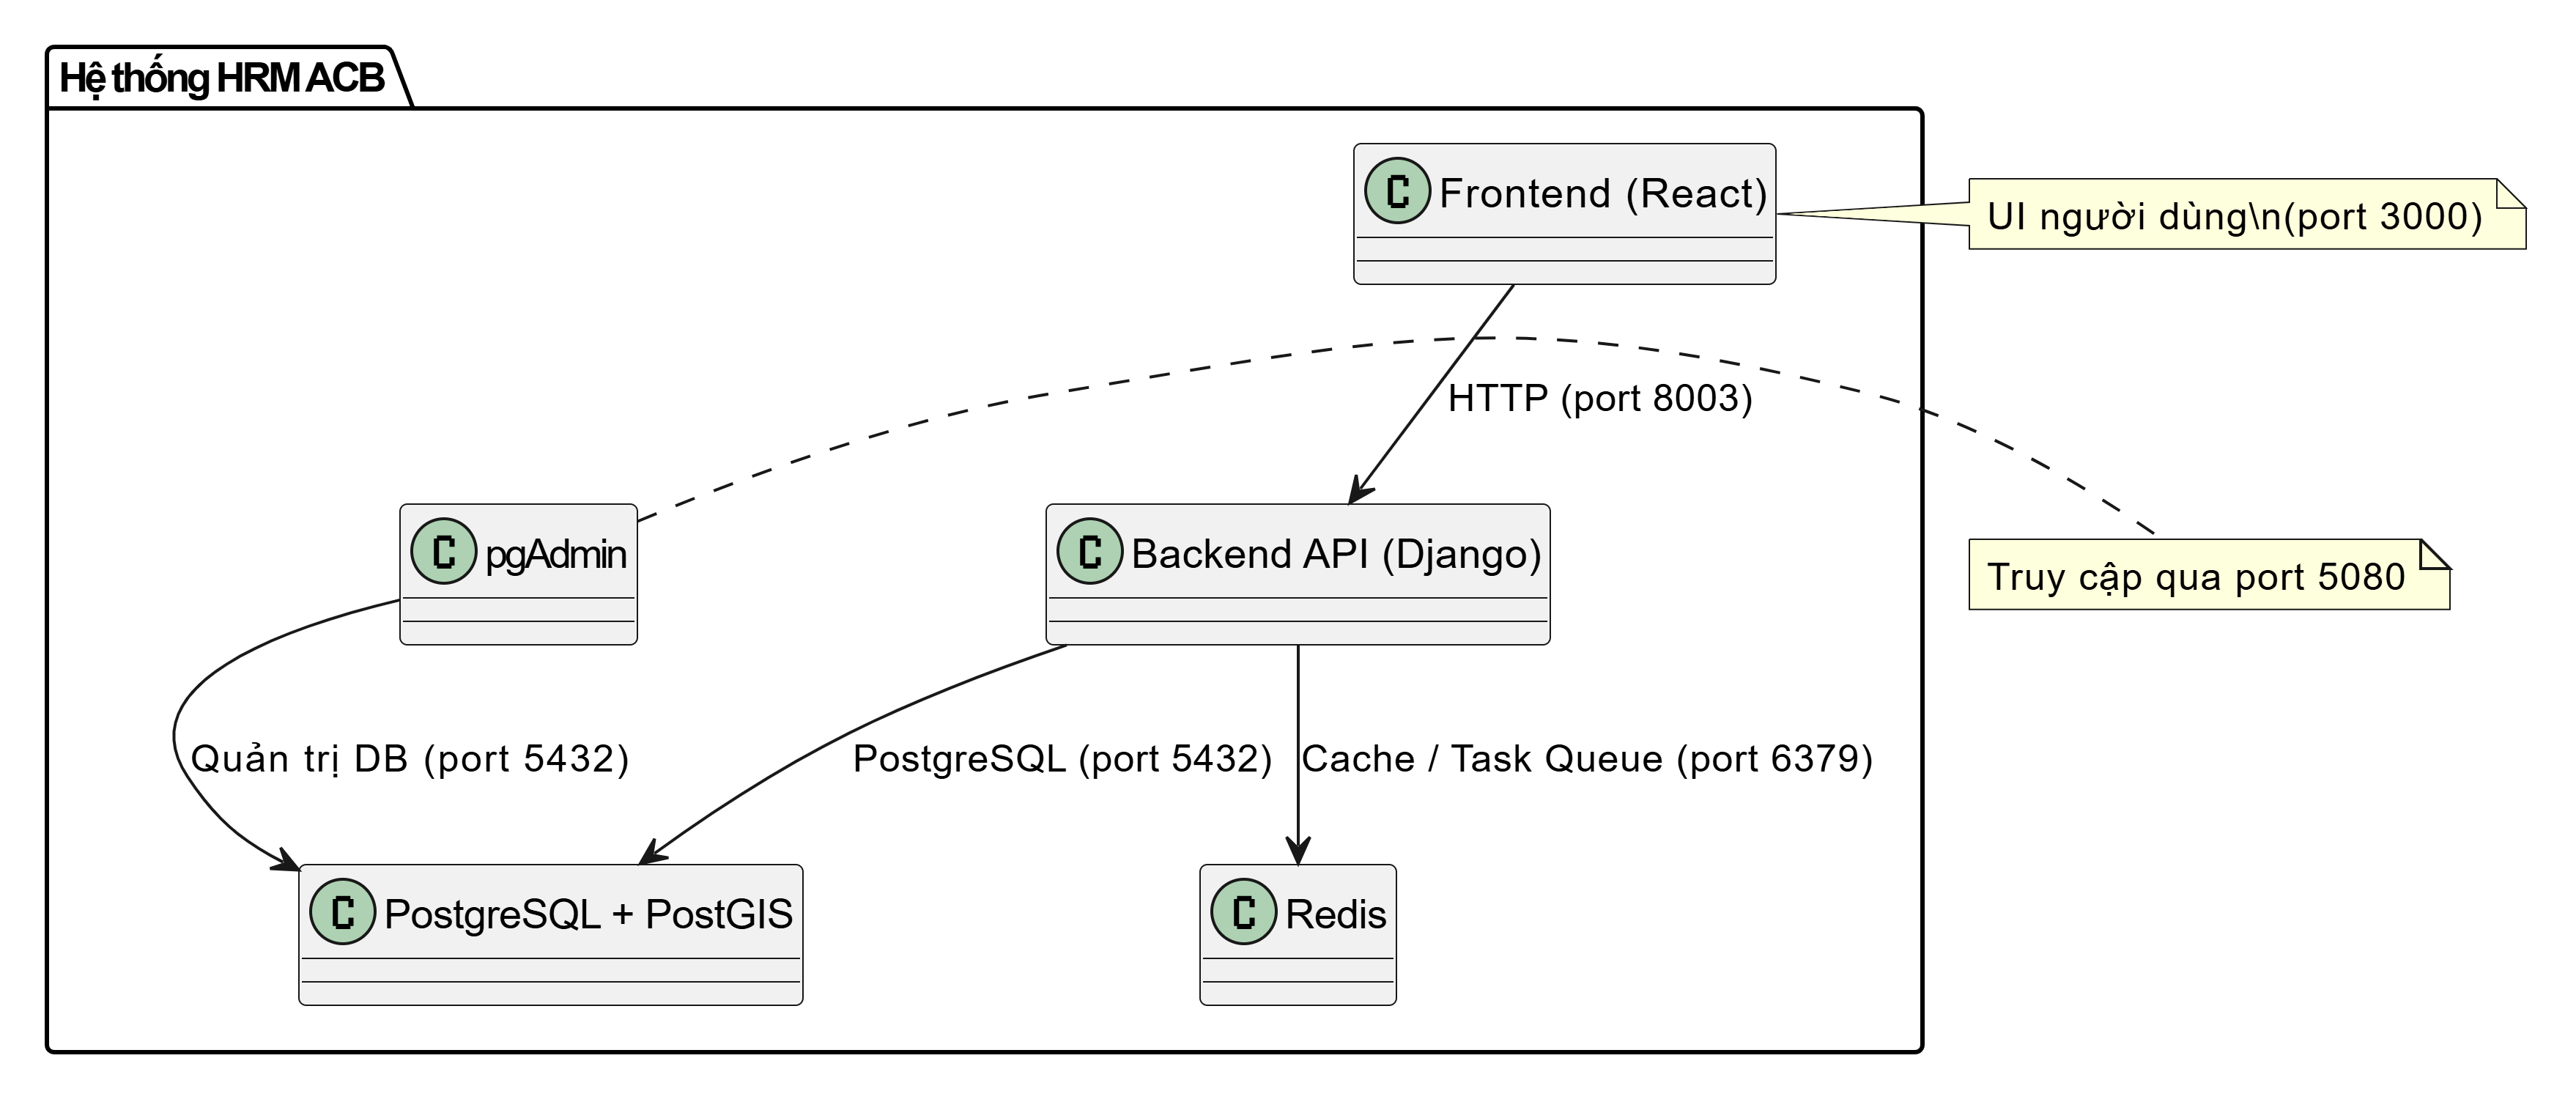 Hệ thống HRM ACB
C Frontend (React)
UI người dùng\n(port 3000)
HTTP (port 8003)
C pgAdmin
C Backend API (Django)
Truy cập qua port 5080
Quản trị DB (port 5432)
PostgreSQL (port 5432)
Cache / Task Queue (port 6379)
C PostgreSQL + PostGIS
C Redis